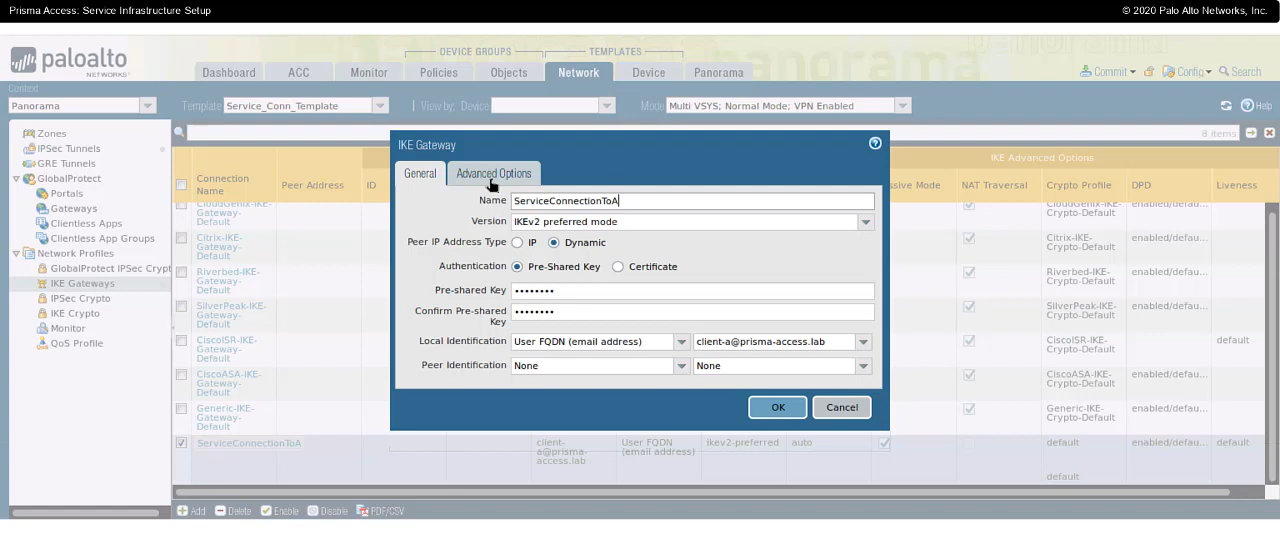 Prisma Access: Service Infrastructure Setup
© 2020 Palo Alto Networks, Inc.
paloalto
NETWORKS
DEVICE GROUPS
TEMPLATES
Dashboard
ACC
Monitor
Policies
Objects
Network
Device
Panorama
Commit
Config
Search
Context
Panorama
Template
Service_Conn_Template
View by: Device
Mode
Multi VSYS; Normal Mode; VPN Enabled
Help
8 items
Zones
IPSec Tunnels
GRE Tunnels
GlobalProtect
Portals
Gateways
Clientless Apps
Clientless App Groups
Network Profiles
GlobalProtect IPSec Crypt
IKE Gateways
IPSec Crypto
IKE Crypto
Monitor
QoS Profile
IKE Gateway
General
Advanced Options
Name
ServiceConnectionToA
Version
IKEv2 preferred mode
Peer IP Address Type
IP
Dynamic
Authentication
Pre-Shared Key
Certificate
Pre-shared Key
••••••••
Confirm Pre-shared
Key
••••••••
Local Identification
User FQDN (email address)
client-a@prisma-access.lab
Peer Identification
None
None
OK
Cancel
IKE Advanced Options
Connection
Name
Peer Address
ID
ssive Mode
NAT Traversal
Crypto Profile
DPD
Liveness
CloudGenix-IKE-
Gateway-
Default
CloudGenix-IKE-
Crypto-Default
enabled/defau...
Citrix-IKE-
Gateway-
Default
Citrix-IKE-
Crypto-Default
enabled/defau...
Riverbed-IKE-
Gateway-
Default
Riverbed-IKE-
Crypto-Default
enabled/defau...
SilverPeak-IKE-
Gateway-
Default
SilverPeak-IKE-
Crypto-Default
enabled/defau...
CiscoISR-IKE-
Gateway-
Default
CiscoISR-IKE-
Crypto-Default
default
CiscoASA-IKE-
Gateway-
Default
CiscoASA-IKE-
Crypto-Default
enabled/defau...
Generic-IKE-
Gateway-
Default
Generic-IKE-
Crypto-Default
enabled/defau...
ServiceConnectionToA
client-
a@prisma-
access.lab
User FQDN
(email address)
ikev2-preferred
auto
default
enabled/defau...
default
default
Add
Delete
Enable
Disable
PDF/CSV